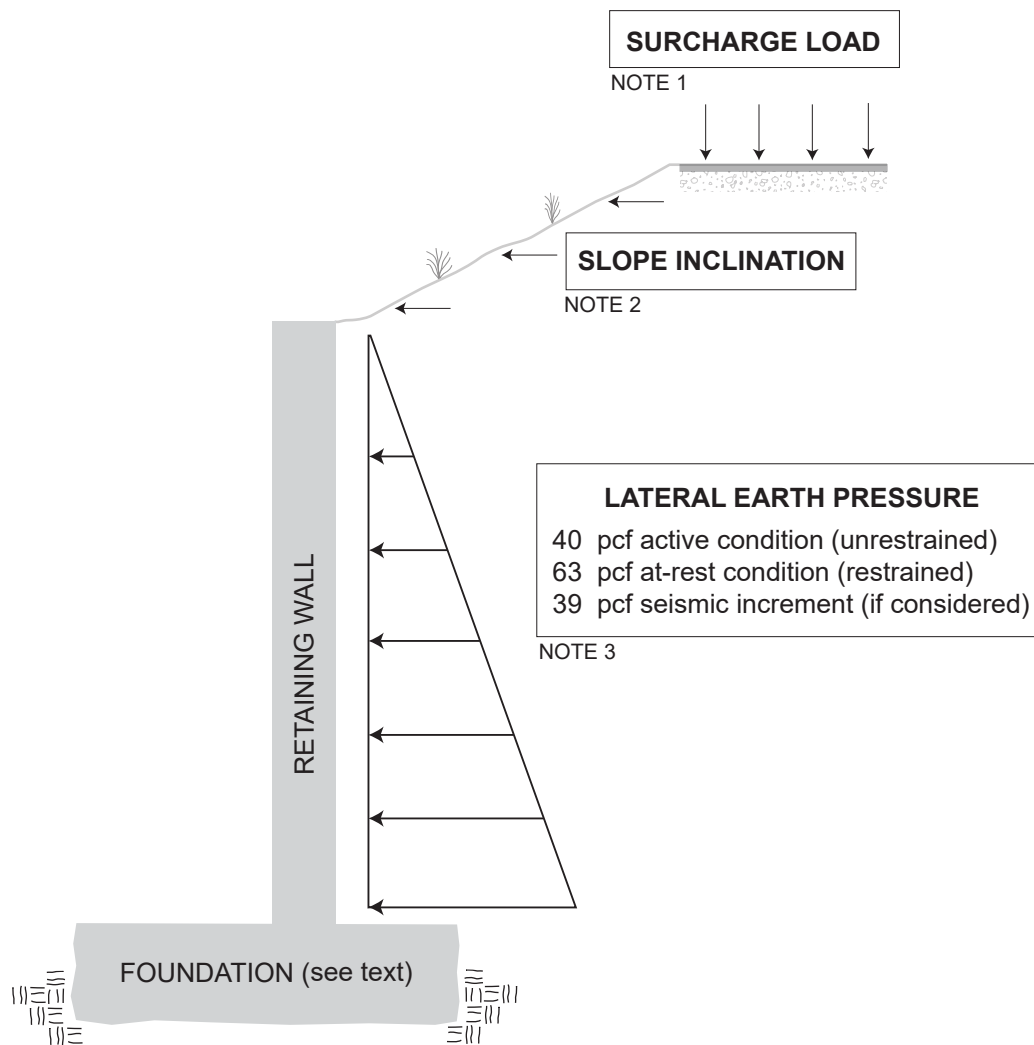 SURCHARGE LOAD
NOTE 1
SLOPE INCLINATION
NOTE 2
LATERAL EARTH PRESSURE
40 pcf active condition (unrestrained)
63 pcf at-rest condition (restrained)
39 pcf seismic increment (if considered)
NOTE 3
RETAINING WALL
FOUNDATION (see text)